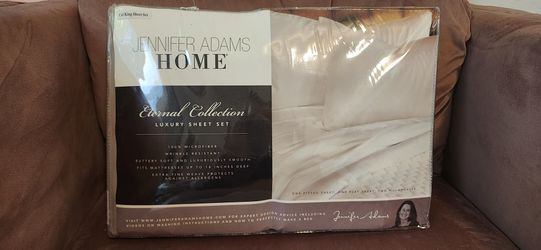 Cal King Sheet Set
JENNIFER ADAMS
HOME
Eternal Collection
LUXURY SHEET SET
100% MICROFIBER
WRINKLE RESISTANT
BUTTERY SOFT AND LUXURIOUSLY SMOOTH
FITS MATTRESSES UP TO 18 INCHES DEEP
EXTRA FINE WEAVE PROTECTS
AGAINST ALLERGENS
ONE FITTED SHEET, ONE FLAT SHEET, TWO PILLOWCASES
VISIT WWW.JENNIFERADAMSHOME.COM FOR EXPERT DESIGN ADVICE INCLUDING
VIDEOS ON WASHING INSTRUCTIONS AND HOW TO PERFECTLY MAKE A BED
Jennifer Adams